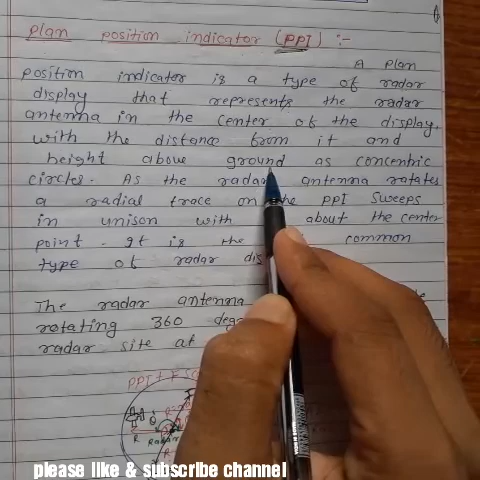 Plan position indicator (PPI) :-
A Plan
position indicator is a type of radar
display that represents the radar
antenna in the center of the display,
with the distance from it and
height above ground as concentric
circles. As the radar antenna rotates
a radial trace on the PPI Sweeps
in unison with about the center
point. It is the common
type of radar
The radar antenna
rotating 360
radar site at
PPI
R
please like & subscribe channel